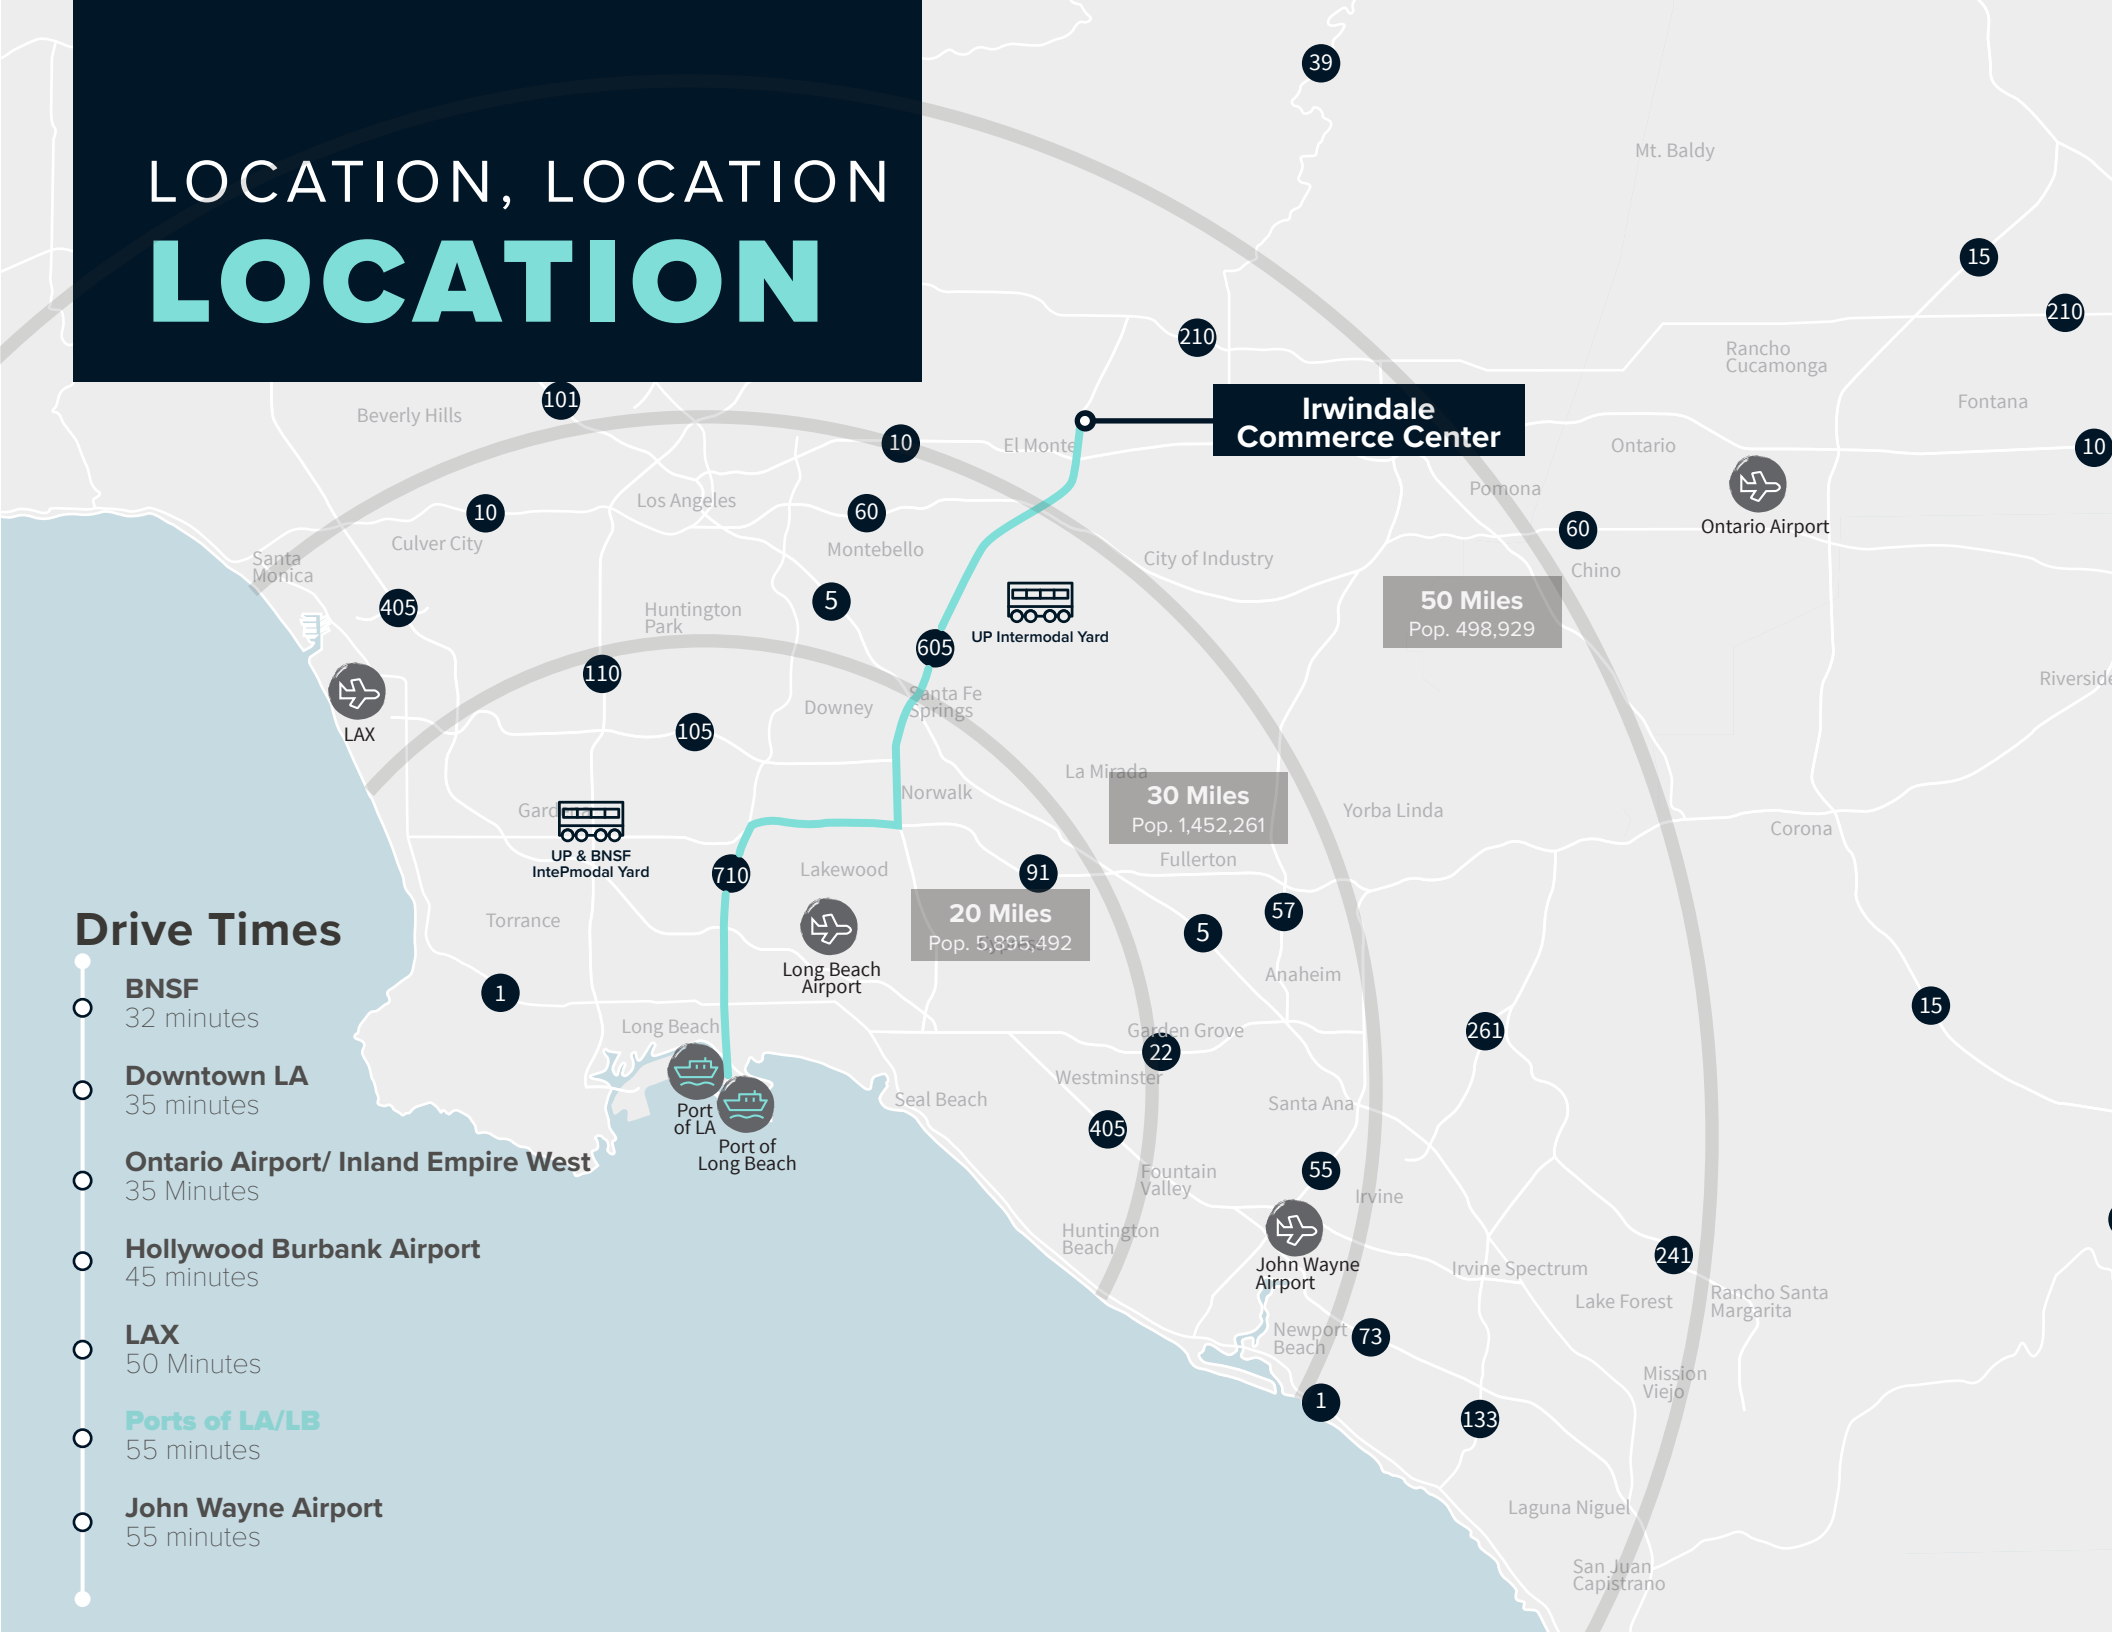 LOCATION, LOCATION
LOCATION
39
Mt. Baldy
15
210
210
Rancho
Cucamonga
Fontana
Beverly Hills
101
Irwindale
Commerce Center
10
El Monte
Ontario
10
Los Angeles
Pomona
10
60
60
Ontario Airport
Culver City
Montebello
City of Industry
Chino
Santa
Monica
405
Huntington
Park
5
50 Miles
Pop. 498,929
605
UP Intermodal Yard
110
Riverside
LAX
Downey
Santa Fe
Springs
105
La Mirada
Norwalk
30 Miles
Pop. 1,452,261
Yorba Linda
Corona
Gardena
UP & BNSF
IntePmodal Yard
710
Lakewood
91
Fullerton
Torrance
20 Miles
Pop. 5,895,492
5
57
Long Beach
Airport
Anaheim
1
15
Long Beach
Garden Grove
22
261
Westminster
Seal Beach
Santa Ana
Port
of LA
405
Port of
Long Beach
Fountain
Valley
55
Irvine
Huntington
Beach
John Wayne
Airport
Irvine Spectrum
241
Lake Forest
Rancho Santa
Margarita
Newport
Beach
73
Mission
Viejo
1
133
Laguna Niguel
San Juan
Capistrano
Drive Times
BNSF
32 minutes
Downtown LA
35 minutes
Ontario Airport/ Inland Empire West
35 Minutes
Hollywood Burbank Airport
45 minutes
LAX
50 Minutes
Ports of LA/LB
55 minutes
John Wayne Airport
55 minutes